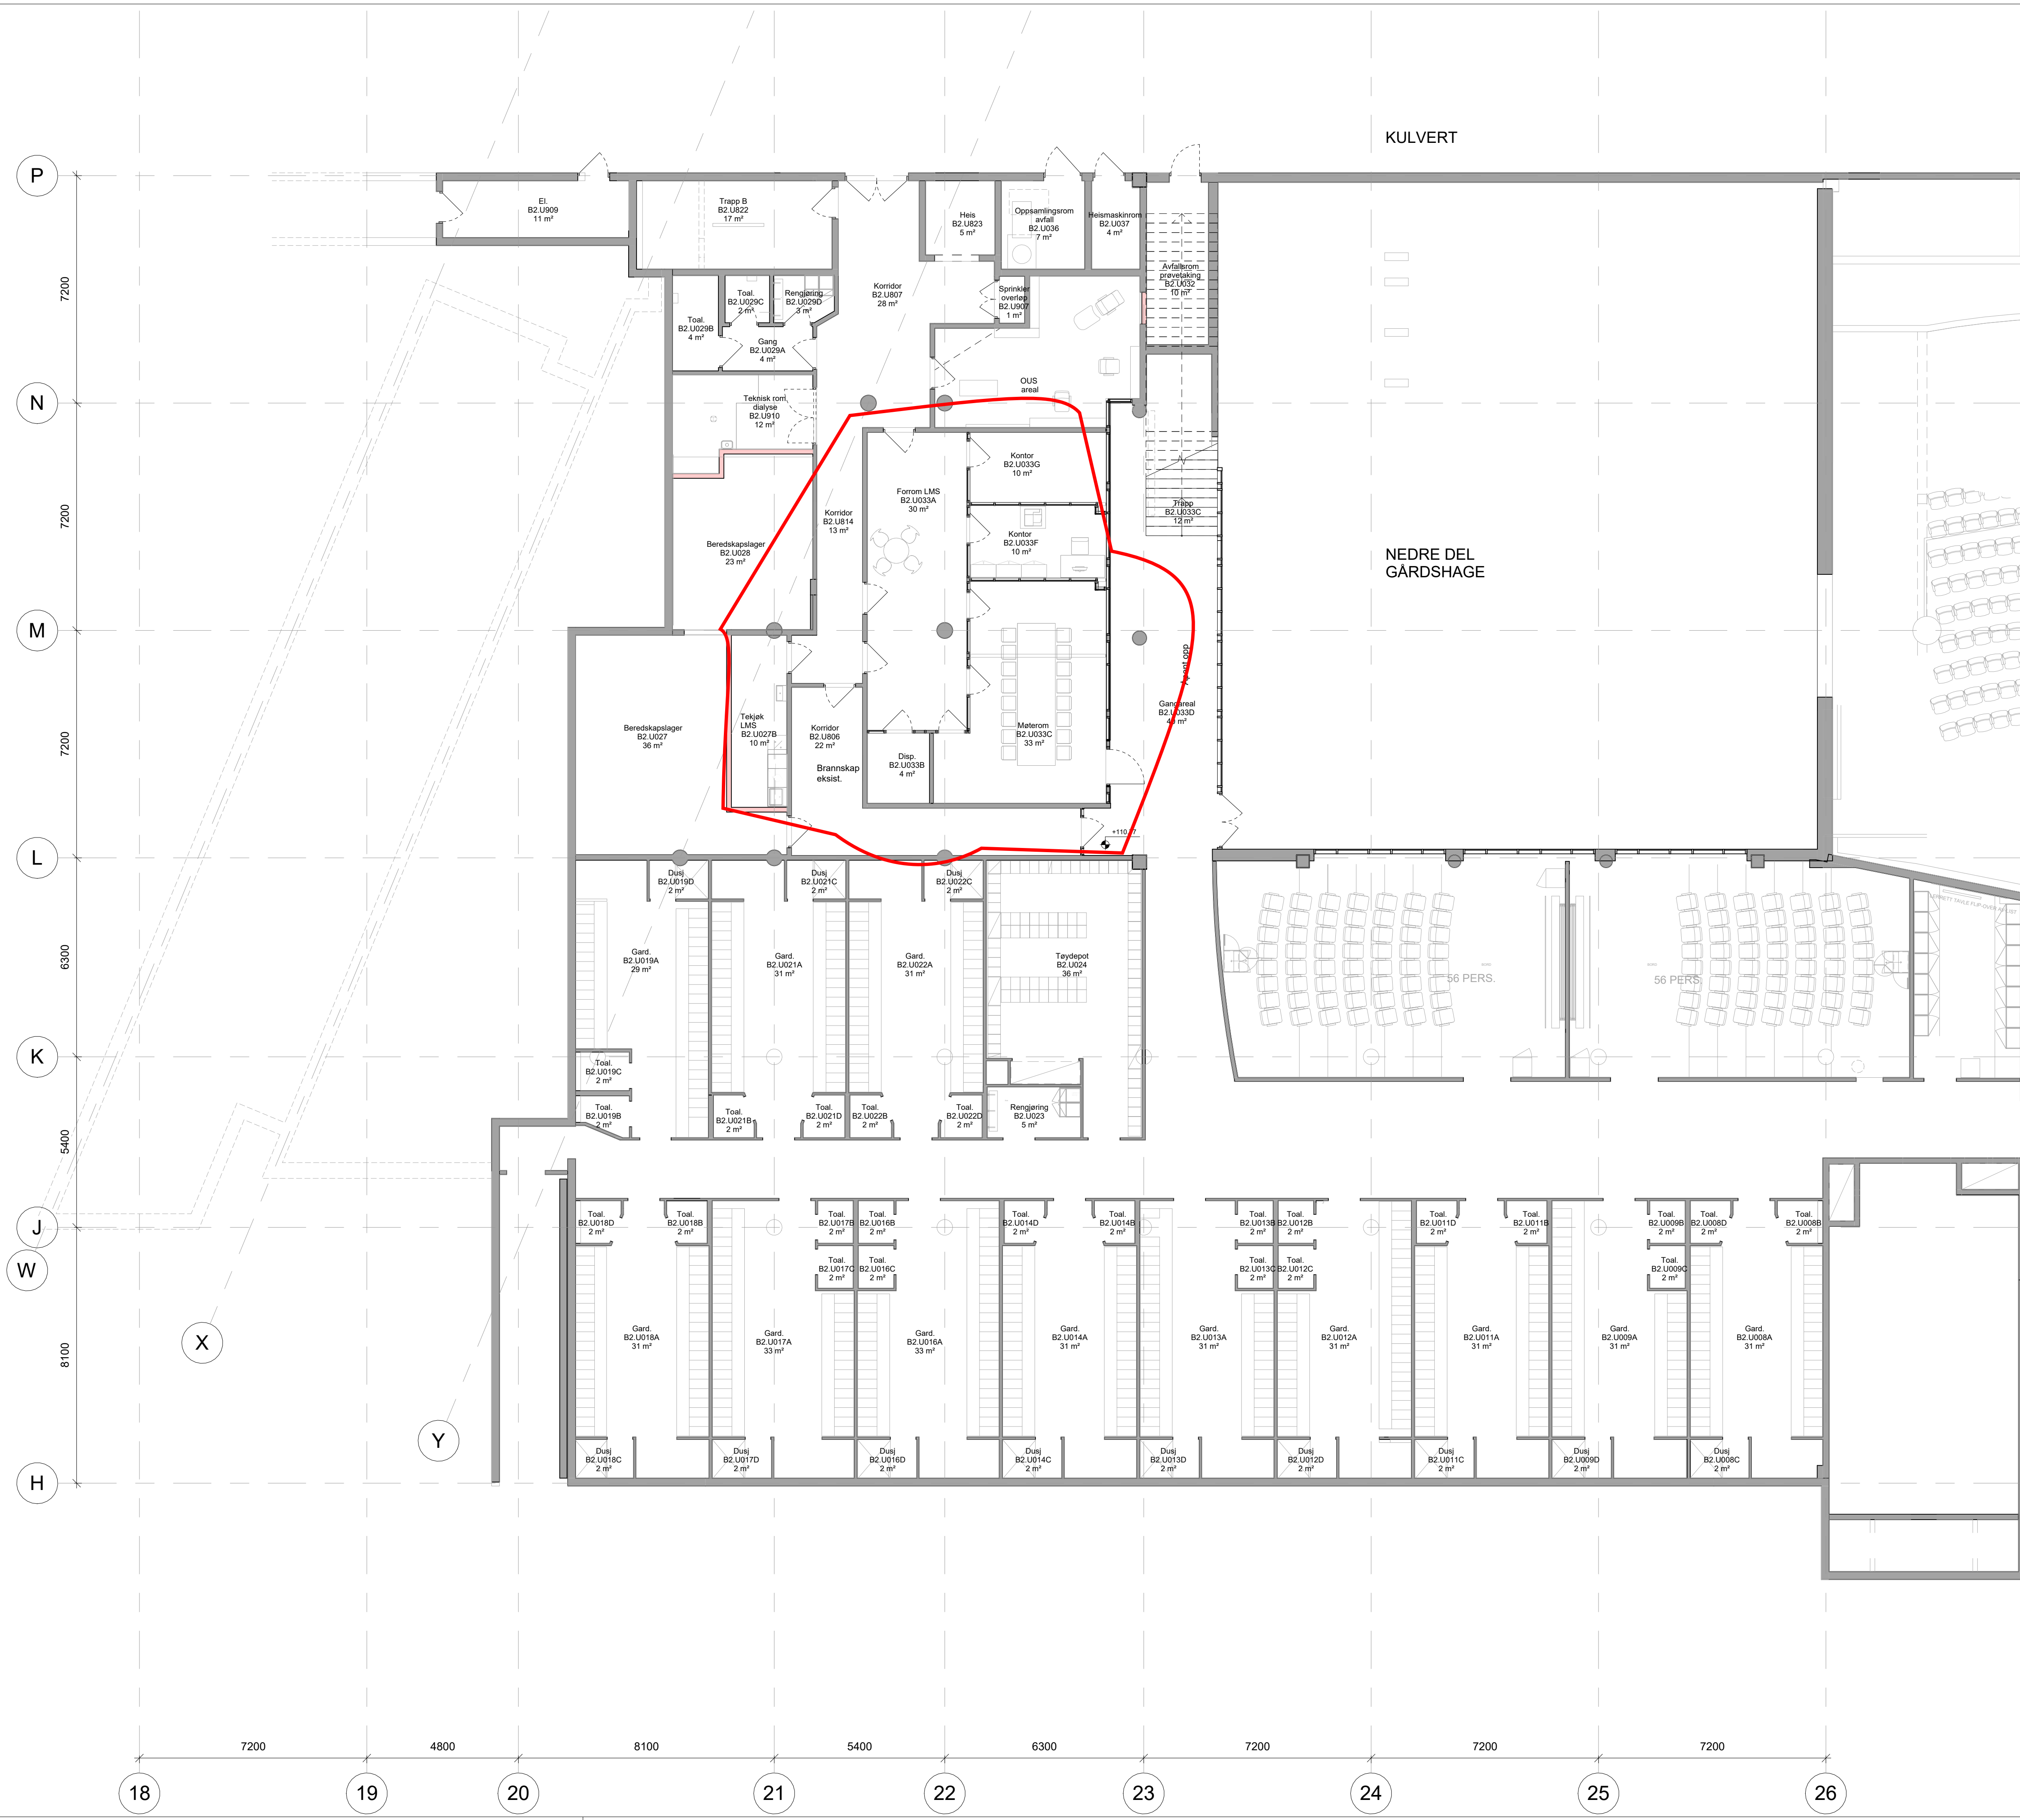 KULVERT
P
El.
B2.U909
11 m²
Trapp B
B2.U822
17 m²
Heis
B2.U823
5 m²
Oppsamlingsrom
avfall
B2.U036
7 m²
Heismaskinrom
B2.U037
4 m²
Avfallsrom
prøvetaking
B2.U032
10 m²
7200
Toal.
B2.U029C
2 m²
Rengjøring
B2.U029D
3 m²
Korridor
B2.U807
28 m²
Sprinkler
overløp
B2.U907
1 m²
Toal.
B2.U029B
4 m²
Gang
B2.U029A
4 m²
OUS
areal
N
Teknisk rom
dialyse
B2.U910
12 m²
Kontor
B2.U033G
10 m²
Forrom LMS
B2.U033A
30 m²
Korridor
B2.U814
13 m²
Trapp
B2.U033C
12 m²
7200
Beredskapslager
B2.U028
23 m²
Kontor
B2.U033F
10 m²
NEDRE DEL
GÅRDSHAGE
M
Åpent opp
Gangareal
B2.U033D
Beredskapslager
B2.U027
36 m²
Tekjøk
LMS
B2.U027B
10 m²
Korridor
B2.U806
22 m²
Brannskap
eksist.
Disp.
B2.U033B
4 m²
Møterom
B2.U033C
33 m²
7200
L
Dusj
B2.U019D
2 m²
Dusj
B2.U021C
2 m²
Dusj
B2.U022C
2 m²
6300
Gard.
B2.U019A
29 m²
Gard.
B2.U021A
31 m²
Gard.
B2.U022A
31 m²
Tøydepot
B2.U024
36 m²
56 PERS.
56 PERS.
K
Toal.
B2.U019C
2 m²
Toal.
B2.U019B
2 m²
Toal.
B2.U021B
2 m²
Toal.
B2.U021D
2 m²
Toal.
B2.U022B
2 m²
Toal.
B2.U022D
2 m²
Rengjøring
B2.U023
5 m²
5400
J
Toal.
B2.U018D
2 m²
Toal.
B2.U018B
2 m²
Toal.
B2.U017B
2 m²
Toal.
B2.U016B
2 m²
Toal.
B2.U014D
2 m²
Toal.
B2.U014B
2 m²
Toal.
B2.U013B
2 m²
Toal.
B2.U012B
2 m²
Toal.
B2.U011D
2 m²
Toal.
B2.U011B
2 m²
Toal.
B2.U009B
2 m²
Toal.
B2.U008D
2 m²
Toal.
B2.U008B
2 m²
W
Toal.
B2.U017C
2 m²
Toal.
B2.U016C
2 m²
Toal.
B2.U013C
2 m²
Toal.
B2.U012C
2 m²
Toal.
B2.U009C
2 m²
X
8100
Gard.
B2.U018A
31 m²
Gard.
B2.U017A
33 m²
Gard.
B2.U016A
33 m²
Gard.
B2.U014A
31 m²
Gard.
B2.U013A
31 m²
Gard.
B2.U012A
31 m²
Gard.
B2.U011A
31 m²
Gard.
B2.U009A
31 m²
Gard.
B2.U008A
31 m²
Y
H
Dusj
B2.U018C
2 m²
Dusj
B2.U017D
2 m²
Dusj
B2.U016D
2 m²
Dusj
B2.U014C
2 m²
Dusj
B2.U013D
2 m²
Dusj
B2.U012D
2 m²
Dusj
B2.U011C
2 m²
Dusj
B2.U009D
2 m²
Dusj
B2.U008C
2 m²
7200
4800
8100
5400
6300
7200
7200
7200
18
19
20
21
22
23
24
25
26